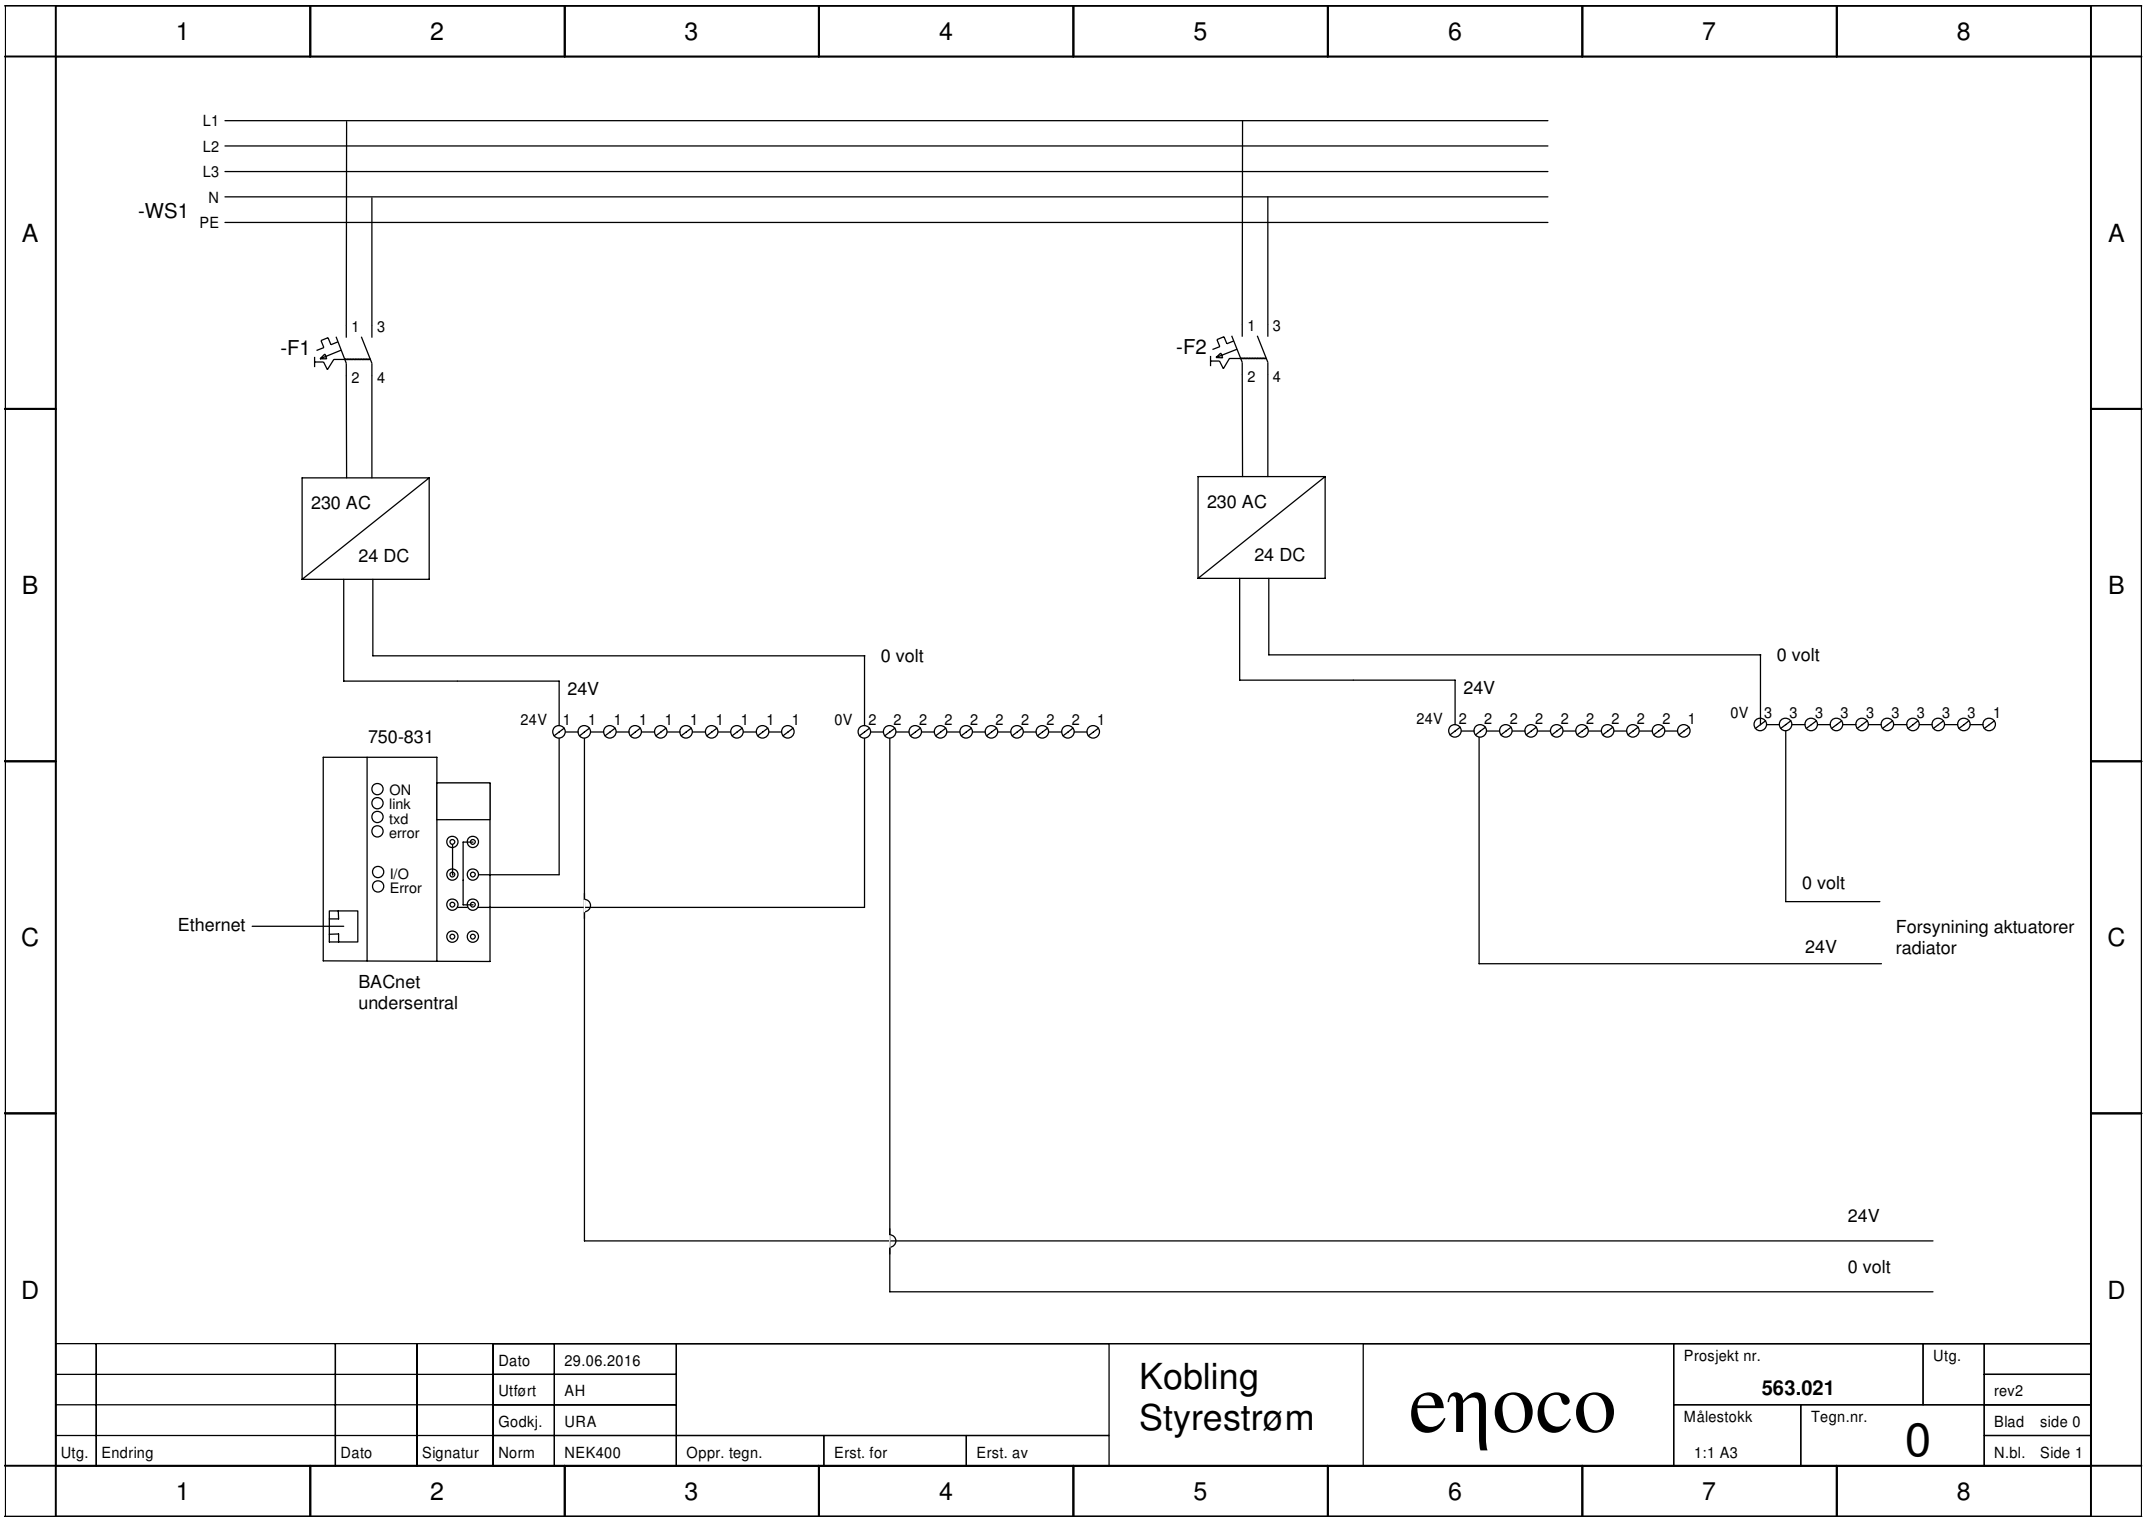 1 2 3 4 5 6 7 8
A
A
L1
L2
L3
N
-WS1
PE
1 3
-F1
2 4
1 3
-F2
2 4
230 AC
24 DC
230 AC
24 DC
B
B
0 volt
0 volt
24V
24V
24V 1 1 1 1 1 1 1 1 1 1
0V 2 2 2 2 2 2 2 2 2 1
24V 2 2 2 2 2 2 2 2 2 1
0V 3 3 3 3 3 3 3 3 3 1
750-831
ON
link
txd
error
I/O
Error
Ethernet
BACnet
undersentral
C
C
0 volt
24V
Forsynining aktuatorer
radiator
24V
0 volt
D
D
Dato 29.06.2016
Utført AH
Godkj. URA
Utg. Endring Dato Signatur Norm NEK400 Oppr. tegn. Erst. for Erst. av
Kobling
Styrestrøm
eηoco
Prosjekt nr. Utg.
563.021
rev2
Målestokk Tegn.nr.
Blad side 0
1:1 A3 0
N.bl. Side 1
1 2 3 4 5 6 7 8